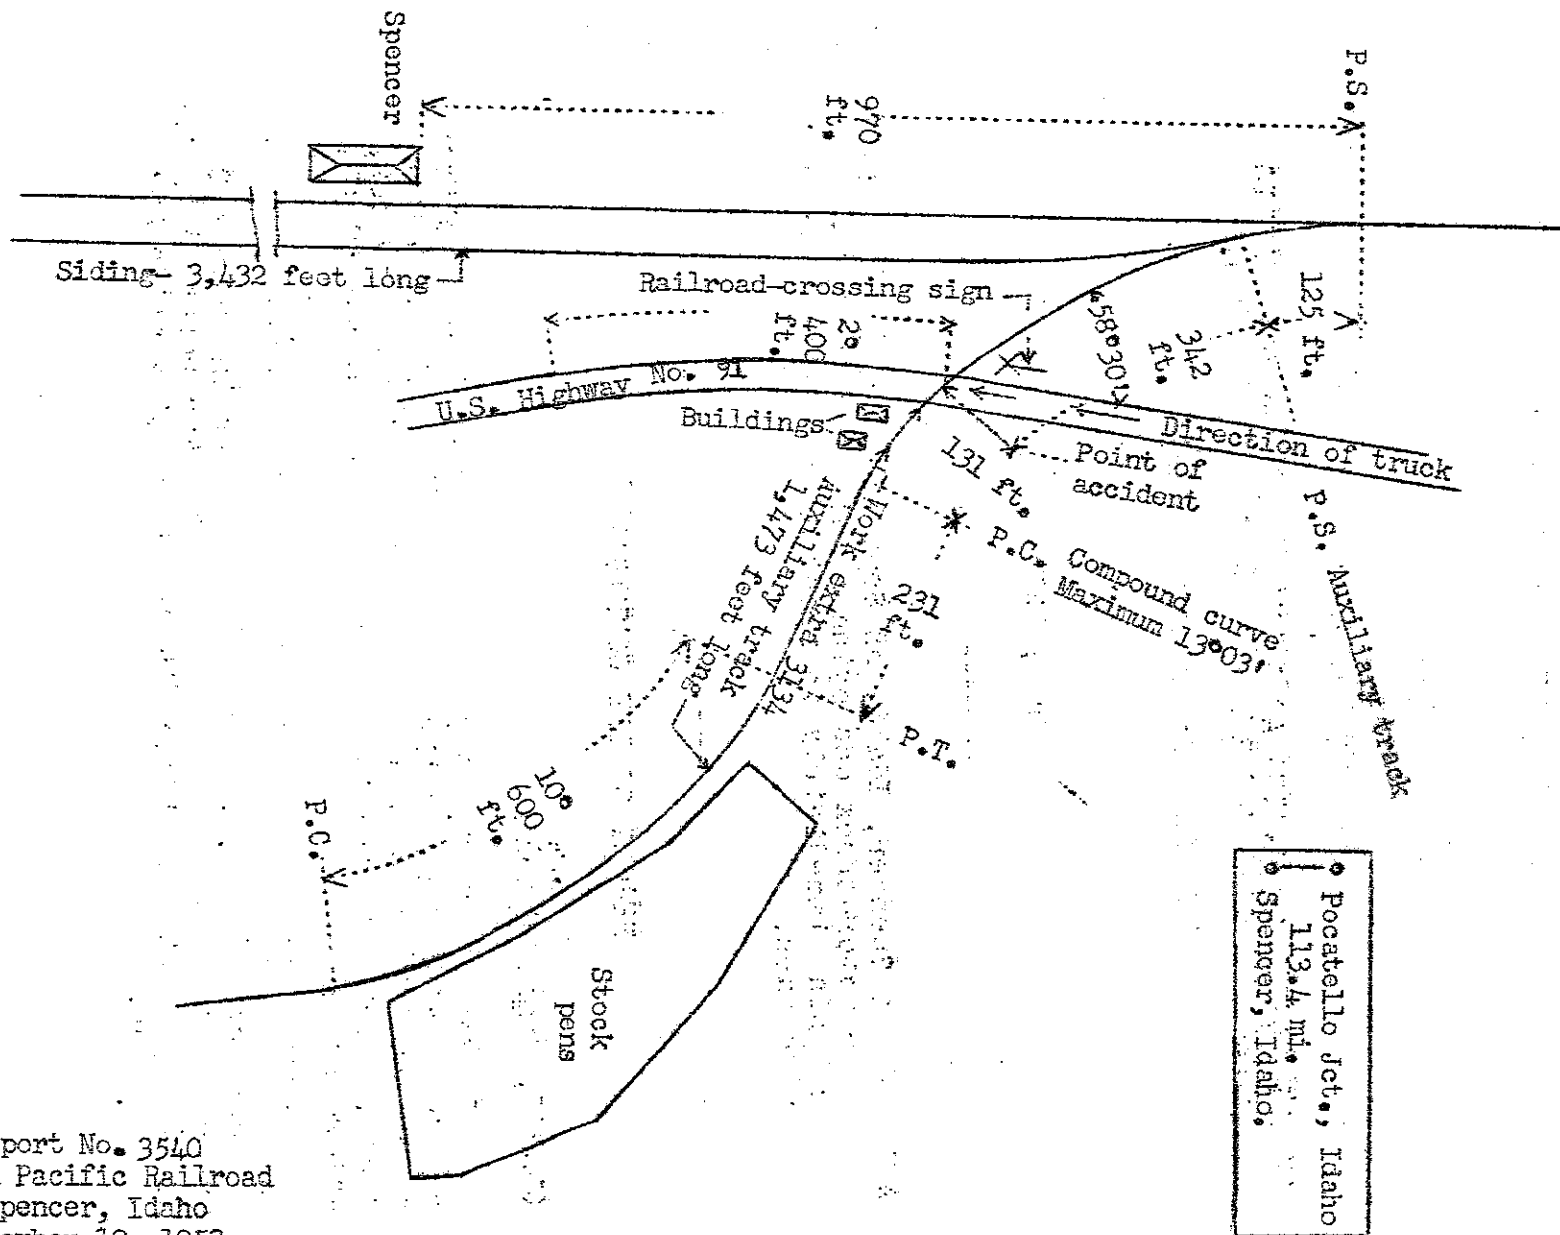 Spencer
970
ft.
P.S.
Siding- 3,432 feet long
Railroad-crossing sign
125 ft.
342
ft.
58°30'
2°
400
ft.
U.S. Highway No. 91
Buildings
Direction of truck
131 ft.
Point of
accident
P.S. Auxiliary track
P.C. Compound curve
Maximum 13°03'
Work extra 3134
Auxiliary track
1,473 feet long
231
ft.
P.T.
10°
600
ft.
P.C.
Stock
pens
Pocatello Jct., Idaho
113.4 mi.
Spencer, Idaho.
port No. 3540
Pacific Railroad
pencer, Idaho